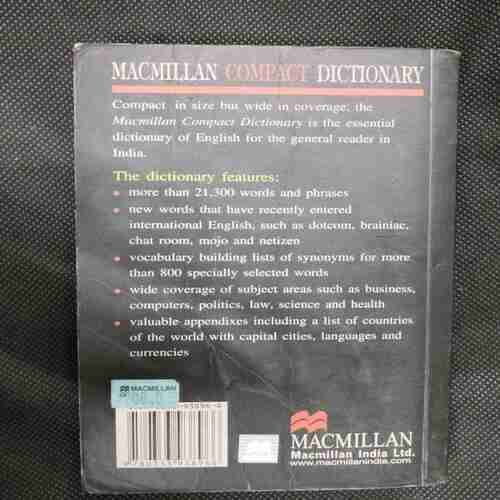 MACMILLAN COMPACT DICTIONARY
Compact in size but wide in coverage; the
Macmillan Compact Dictionary is the essential
dictionary of English for the general reader in
India.
The dictionary features:
• more than 21,300 words and phrases
• new words that have recently entered
international English, such as dotcom, brainiac,
chat room, mojo and netizen
• vocabulary building lists of synonyms for more
than 800 specially selected words
• wide coverage of subject areas such as business,
computers, politics, law, science and health
• valuable appendixes including a list of countries
of the world with capital cities, languages and
currencies
MACMILLAN
MACMILLAN
Macmillan India Ltd.
www.macmillanindia.com